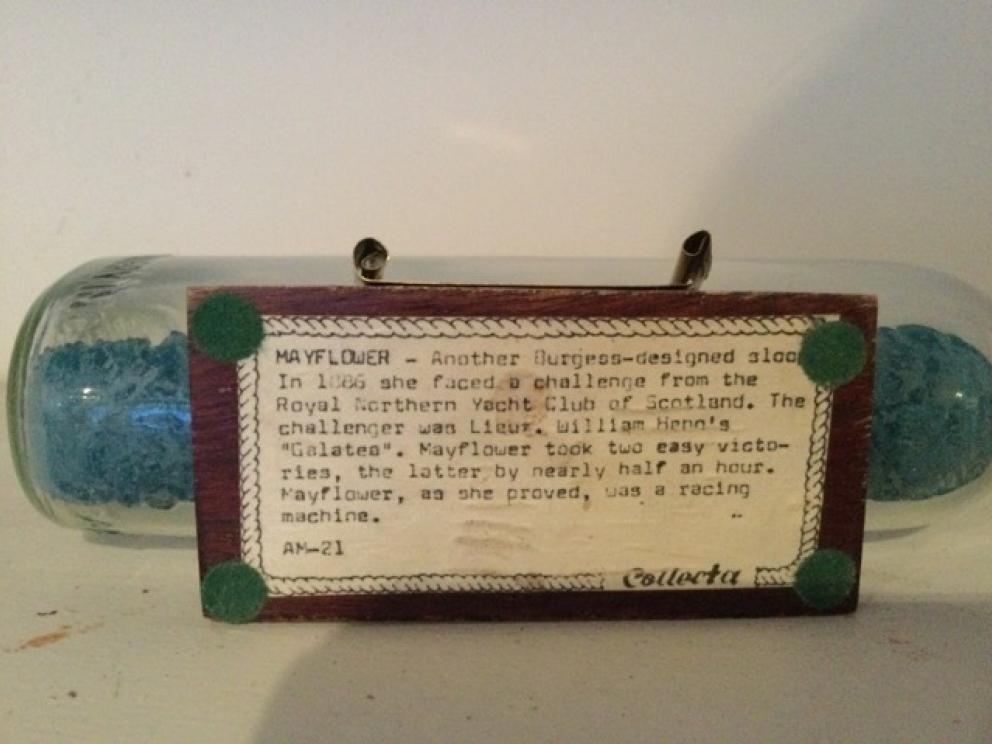 MAYFLOWER - Another Burgess-designed sloo
In 1886 she faced a challenge from the
Royal Northern Yacht Club of Scotland. The
challenger was Lieut. William Henn's
"Galatea". Mayflower took two easy victo-
ries, the latter by nearly half an hour.
Mayflower, as she proved, was a racing
machine.
AM-21
Collecta